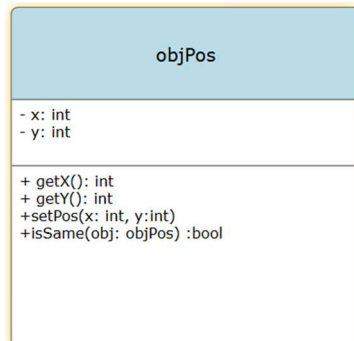 objPos
- x: int
- y: int
+ getX(): int
+ getY(): int
+setPos(x: int, y:int)
+isSame(obj: objPos) :bool